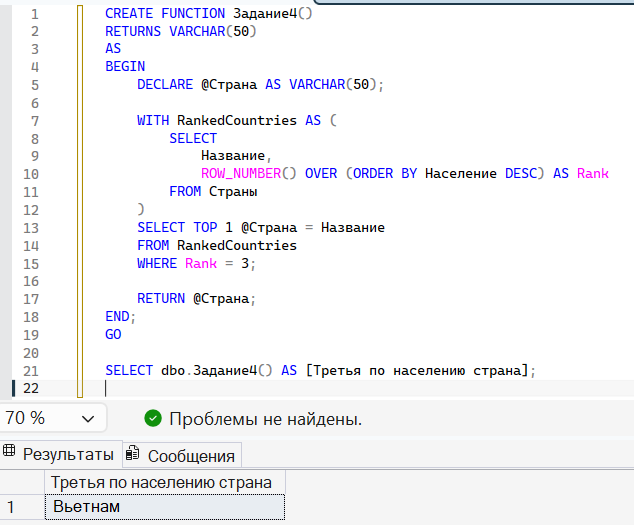 1 CREATE FUNCTION Задание4()
2 RETURNS VARCHAR(50)
3 AS
4 BEGIN
5 DECLARE @Страна AS VARCHAR(50);
6
7 WITH RankedCountries AS (
8 SELECT
9 Название,
10 ROW_NUMBER() OVER (ORDER BY Население DESC) AS Rank
11 FROM Страны
12 )
13 SELECT TOP 1 @Страна = Название
14 FROM RankedCountries
15 WHERE Rank = 3;
16
17 RETURN @Страна;
18 END;
19 GO
20
21 SELECT dbo.Задание4() AS [Третья по населению страна];
22
70 % Проблемы не найдены.
Результаты Сообщения
Третья по населению страна
1 Вьетнам